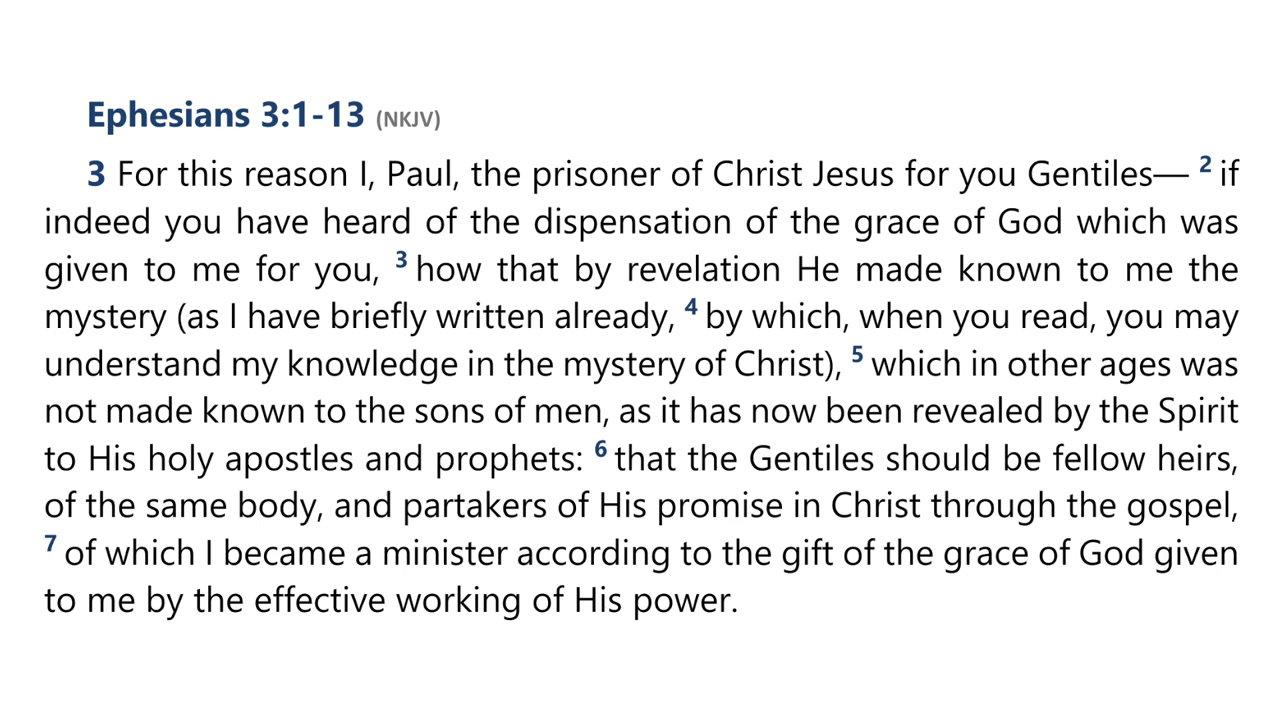 Ephesians 3:1-13 (NKJV)
3 For this reason I, Paul, the prisoner of Christ Jesus for you Gentiles— 2 if
indeed you have heard of the dispensation of the grace of God which was
given to me for you, 3 how that by revelation He made known to me the
mystery (as I have briefly written already, 4 by which, when you read, you may
understand my knowledge in the mystery of Christ), 5 which in other ages was
not made known to the sons of men, as it has now been revealed by the Spirit
to His holy apostles and prophets: 6 that the Gentiles should be fellow heirs,
of the same body, and partakers of His promise in Christ through the gospel,
7 of which I became a minister according to the gift of the grace of God given
to me by the effective working of His power.